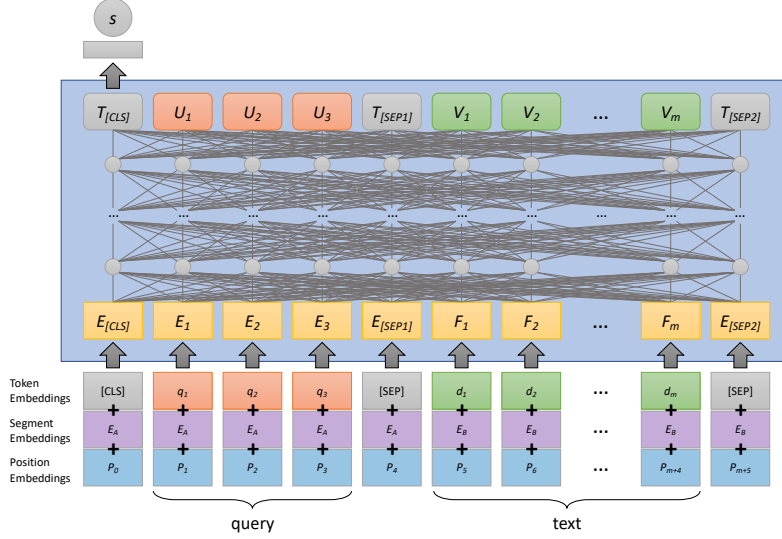 s
T[CLS] U1 U2 U3 T[SEP1] V1 V2 ... Vm T[SEP2]
... ... ... ... ... ... ... ... ... ...
E[CLS] E1 E2 E3 E[SEP1] F1 F2 ... Fm E[SEP2]
Token
Embeddings
[CLS] q1 q2 q3 [SEP] d1 d2 ... dm [SEP]
+ + + + + + + + +
Segment
Embeddings
EA EA EA EA EA EB EB ... EB EB
+ + + + + + + + +
Position
Embeddings
P0 P1 P2 P3 P4 P5 P6 ... Pm+4 Pm+5
query text